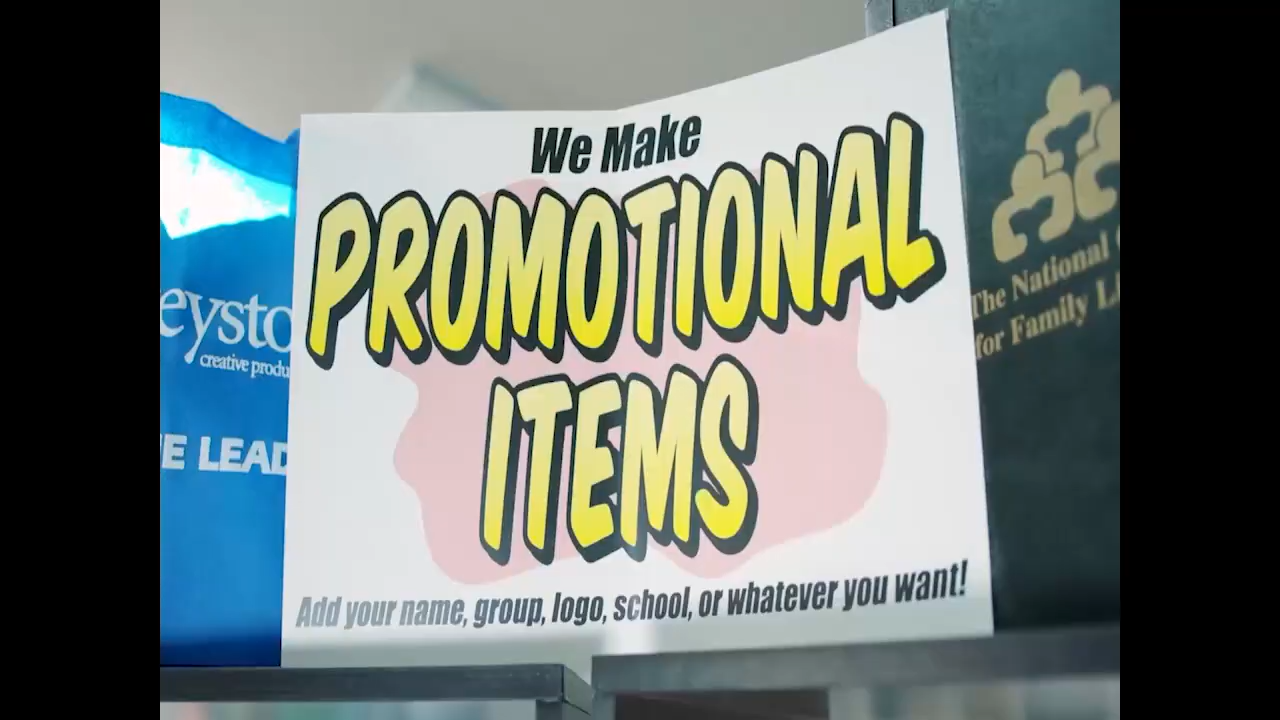 We Make
PROMOTIONAL
ITEMS
Add your name, group, logo, school, or whatever you want!
eysto
creative produ
E LEAD
The National
for Family